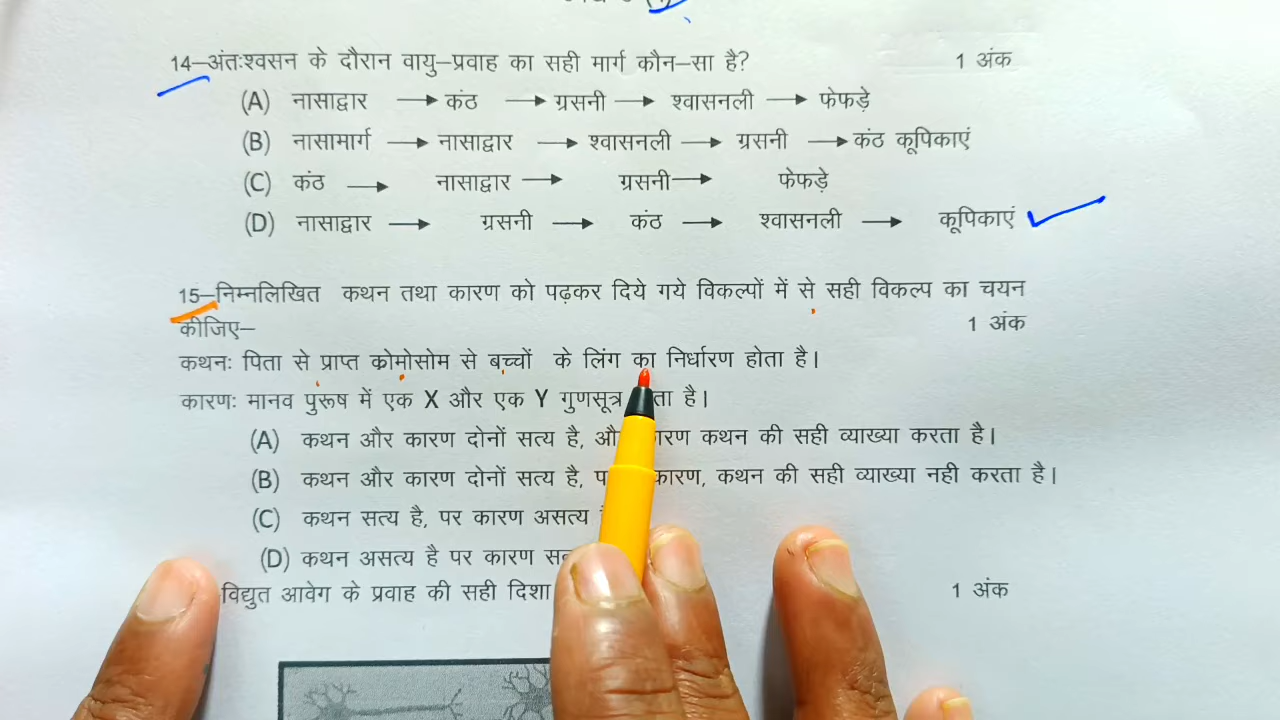 14–अंतःश्वसन के दौरान वायु–प्रवाह का सही मार्ग कौन–सा है? 1 अंक
(A) नासाद्वार → कंठ → ग्रसनी → श्वासनली → फेफड़े
(B) नासामार्ग → नासाद्वार → श्वासनली → ग्रसनी → कंठ कूपिकाएं
(C) कंठ → नासाद्वार → ग्रसनी → फेफड़े
(D) नासाद्वार → ग्रसनी → कंठ → श्वासनली → कूपिकाएं
15–निम्नलिखित कथन तथा कारण को पढ़कर दिये गये विकल्पों में से सही विकल्प का चयन
कीजिए– 1 अंक
कथनः पिता से प्राप्त क्रोमोसोम से बच्चों के लिंग का निर्धारण होता है।
कारणः मानव पुरूष में एक X और एक Y गुणसूत्र है।
(A) कथन और कारण दोनों सत्य है, कथन की सही व्याख्या करता है।
(B) कथन और कारण दोनों सत्य है, कारण, कथन की सही व्याख्या नही करता है।
(C) कथन सत्य है, पर कारण असत्य
(D) कथन असत्य है पर कारण
विद्युत आवेग के प्रवाह की सही दिशा 1 अंक